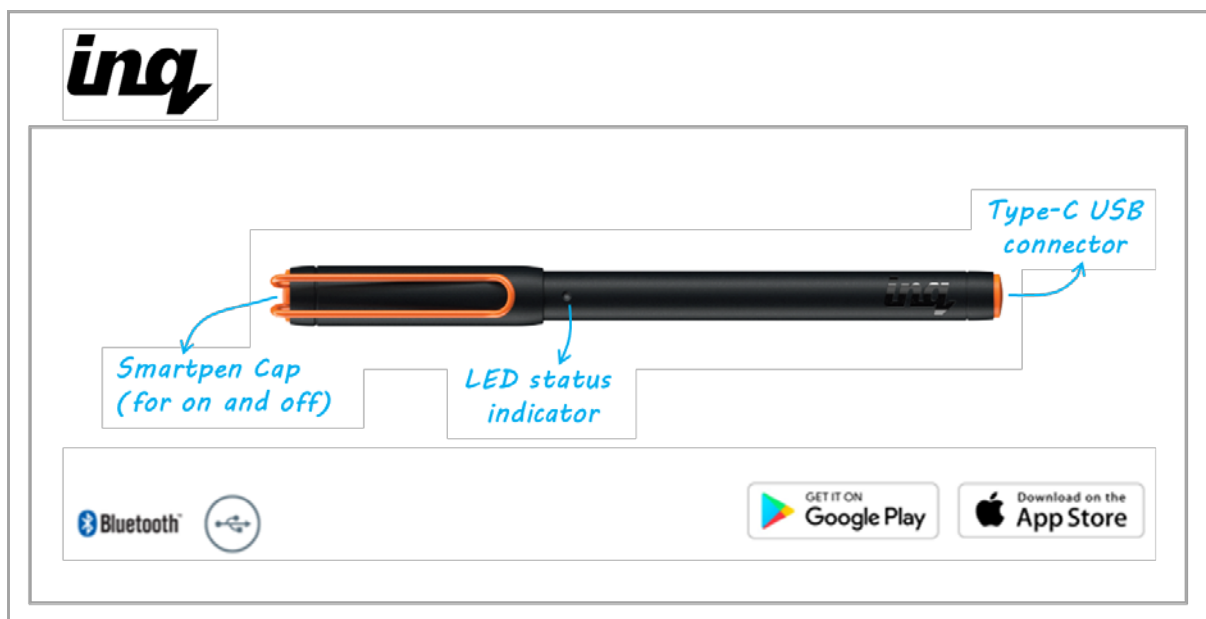 inq
Type-C USB
connector
inq
Smartpen Cap
(for on and off)
LED status
indicator
Bluetooth™
GET IT ON
Google Play
Download on the
App Store